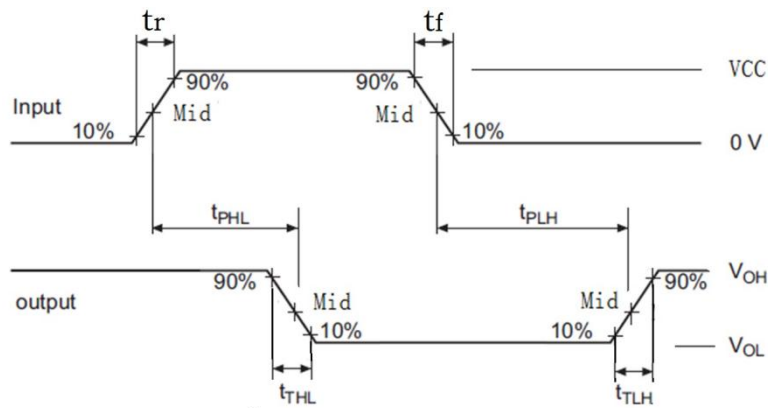 tr tf
90% 90% VCC
Input Mid Mid
10% 10% 0 V
tPHL tPLH
90% 90% VOH
output Mid Mid
10% 10% VOL
tTHL tTLH